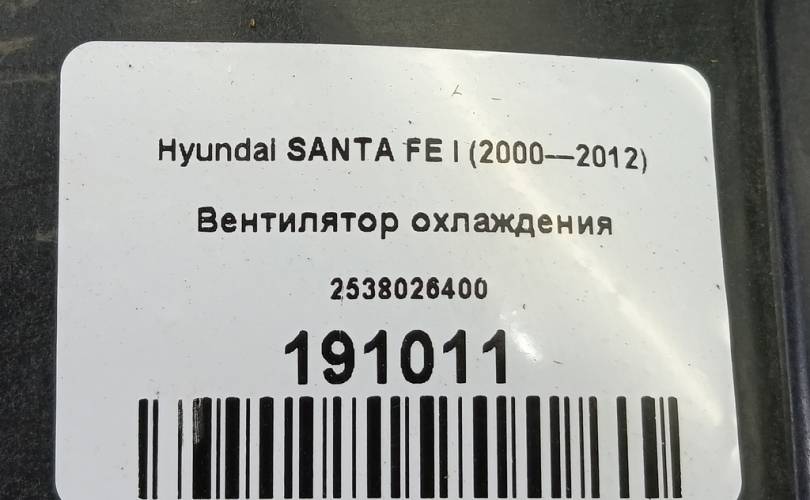 Hyundai SANTA FE I (2000—2012)
Вентилятор охлаждения
2538026400
191011